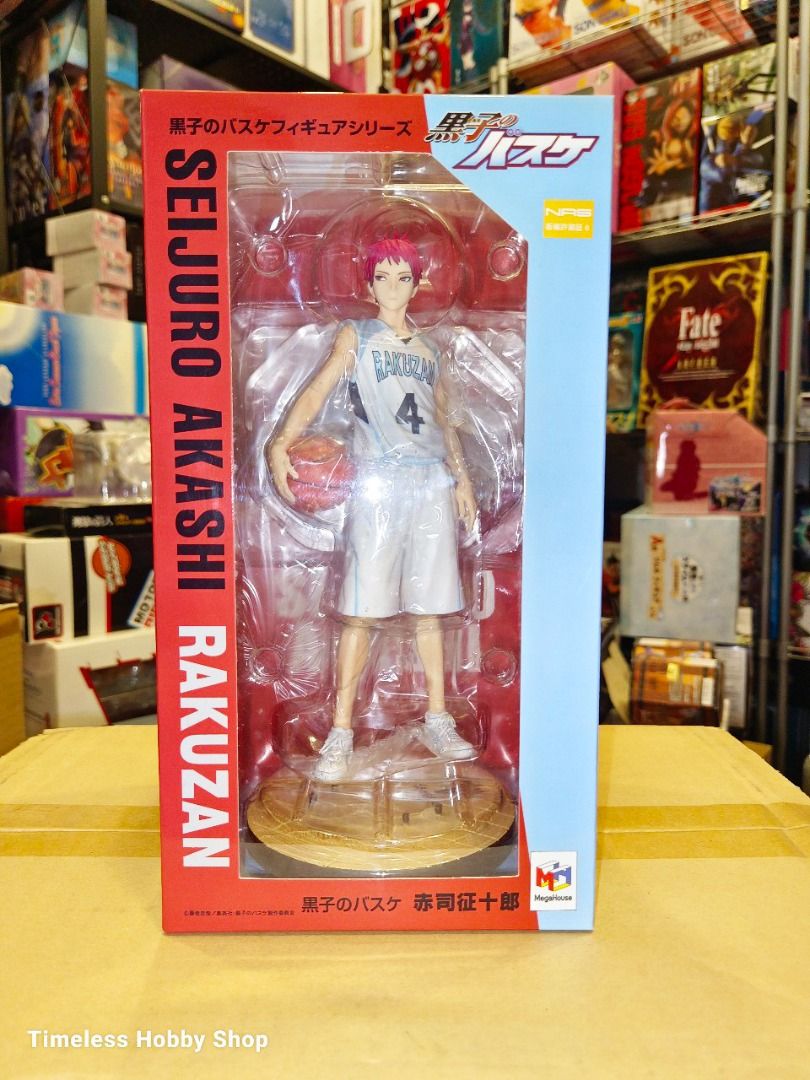 黒子のバスケフィギュアシリーズ
黒子の
バスケ
SEIJURO AKASHI RAKUZAN
NAS
RAKUZAN
4
Fate
MegaHouse
黒子のバスケ 赤司征十郎
Timeless Hobby Shop